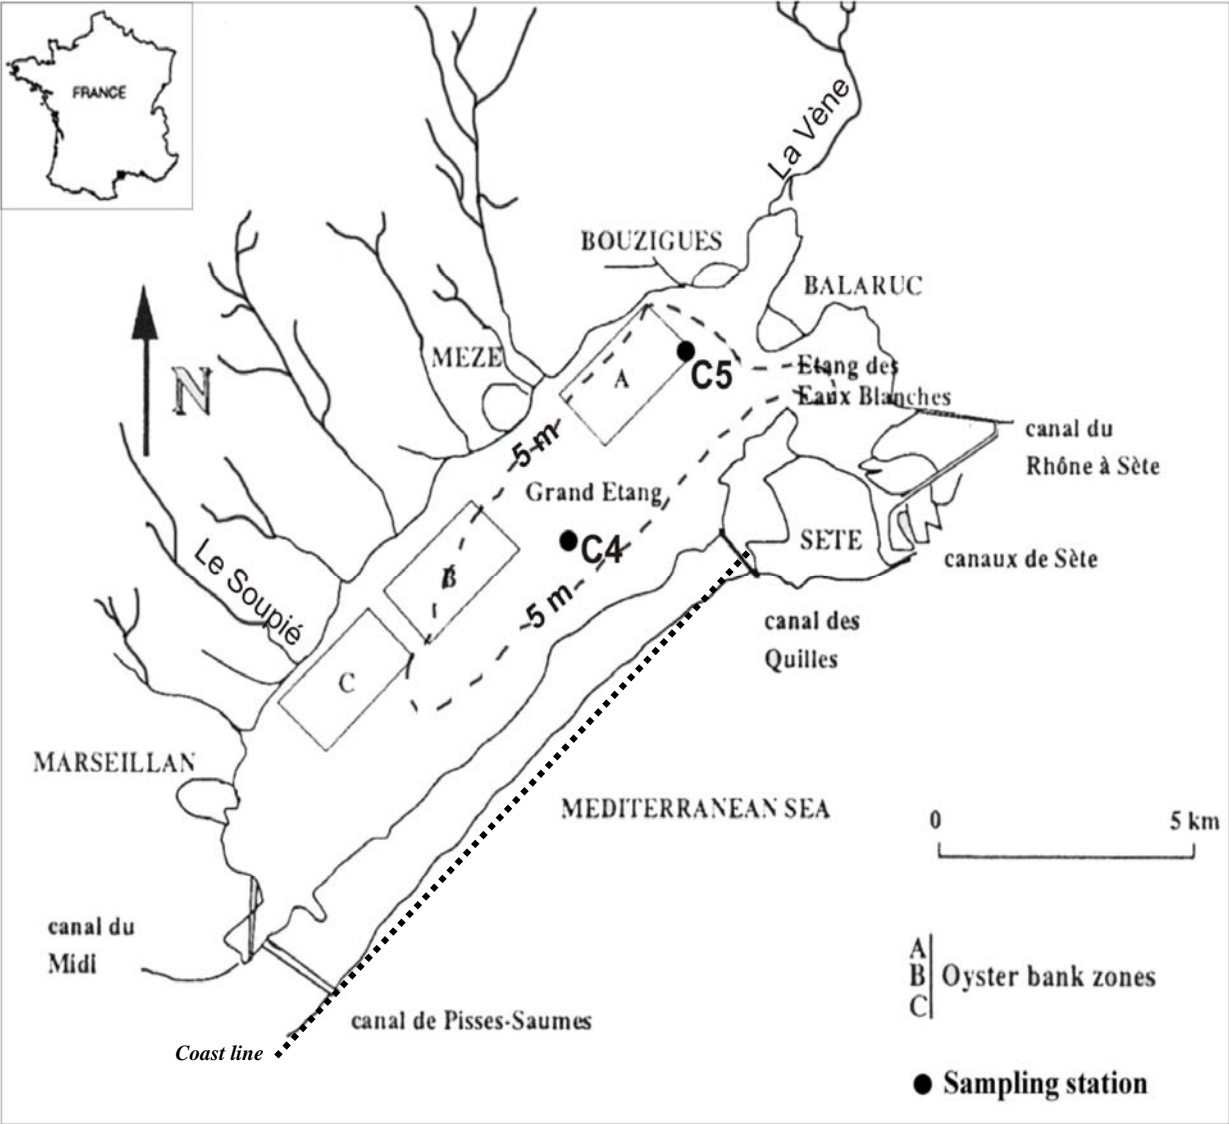 FRANCE
La Vène
BOUZIGUES
BALARUC
MEZE
A
C5
Etang des
Eaux Blanches
N
-5 m
canal du
Rhône à Sète
Grand Etang
C4
SETE
canaux de Sète
B
Le Soupié
-5 m
canal des
Quilles
C
MARSEILLAN
MEDITERRANEAN SEA
0 5 km
canal du
Midi
A
B Oyster bank zones
C
canal de Pisses-Saumes
Coast line
Sampling station